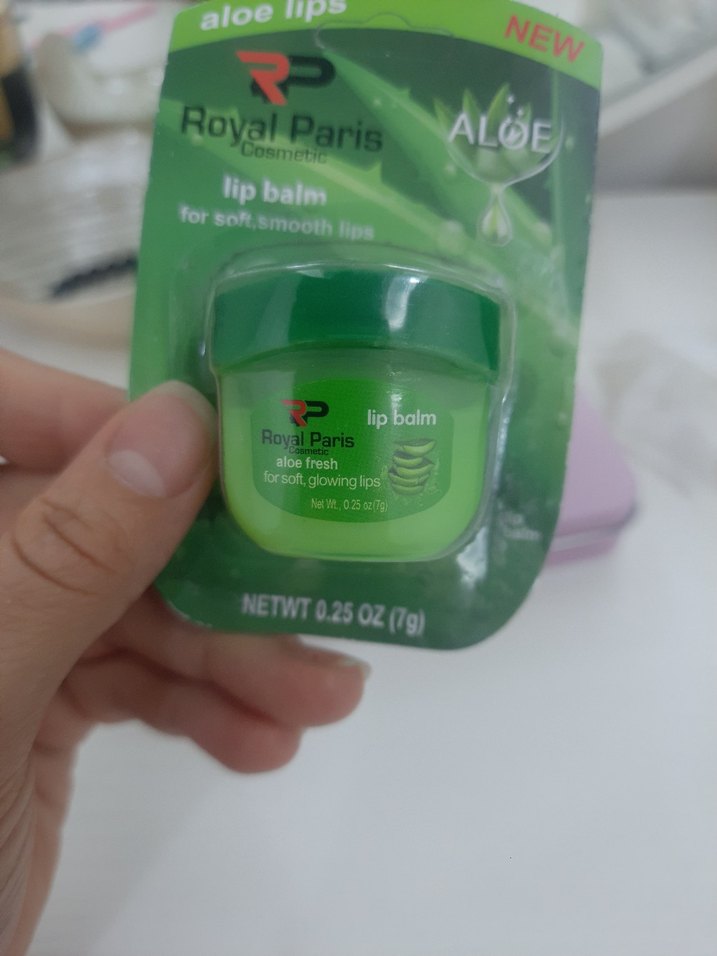 aloe lips
NEW
RP
Royal Paris
Cosmetic
ALOE
lip balm
for soft, smooth lips
RP
Royal Paris
Cosmetic
lip balm
aloe fresh
for soft, glowing lips
Net Wt., 0.25 oz(7g)
NETWT 0.25 OZ (7g)